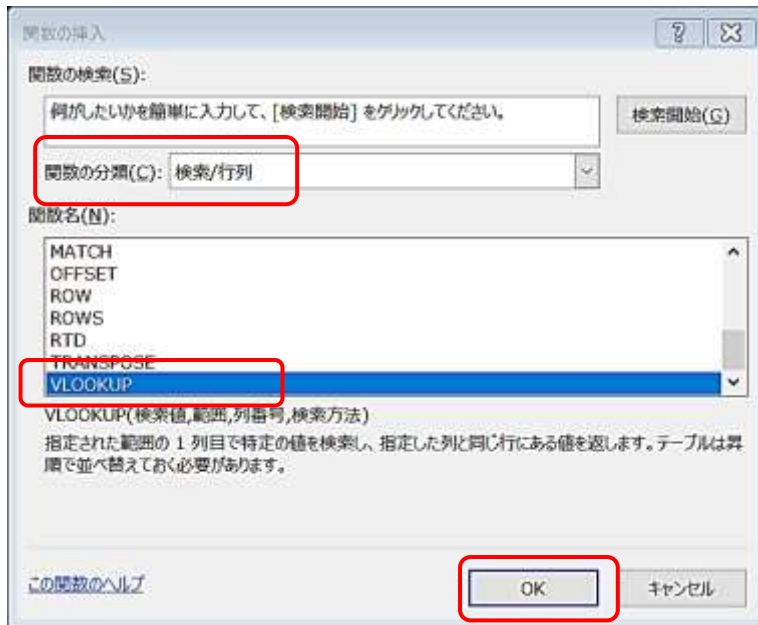 関数の挿入
関数の検索(S):
何がしたいかを簡単に入力して、[検索開始] をクリックしてください。
検索開始(G)
関数の分類(C): 検索/行列
関数名(N):
MATCH
OFFSET
ROW
ROWS
RTD
TRANSPOSE
VLOOKUP
VLOOKUP(検索値,範囲,列番号,検索方法)
指定された範囲の 1 列目で特定の値を検索し、指定した列と同じ行にある値を返します。テーブルは昇
順で並べ替えておく必要があります。
この関数のヘルプ
OK
キャンセル